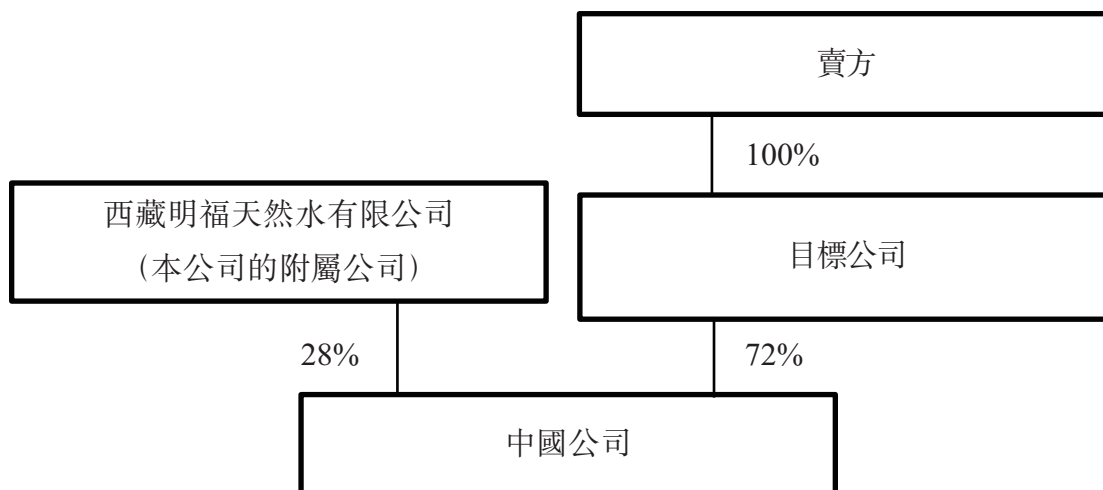 賣方
100%
西藏明福天然水有限公司
（本公司的附屬公司）
目標公司
28%
72%
中國公司